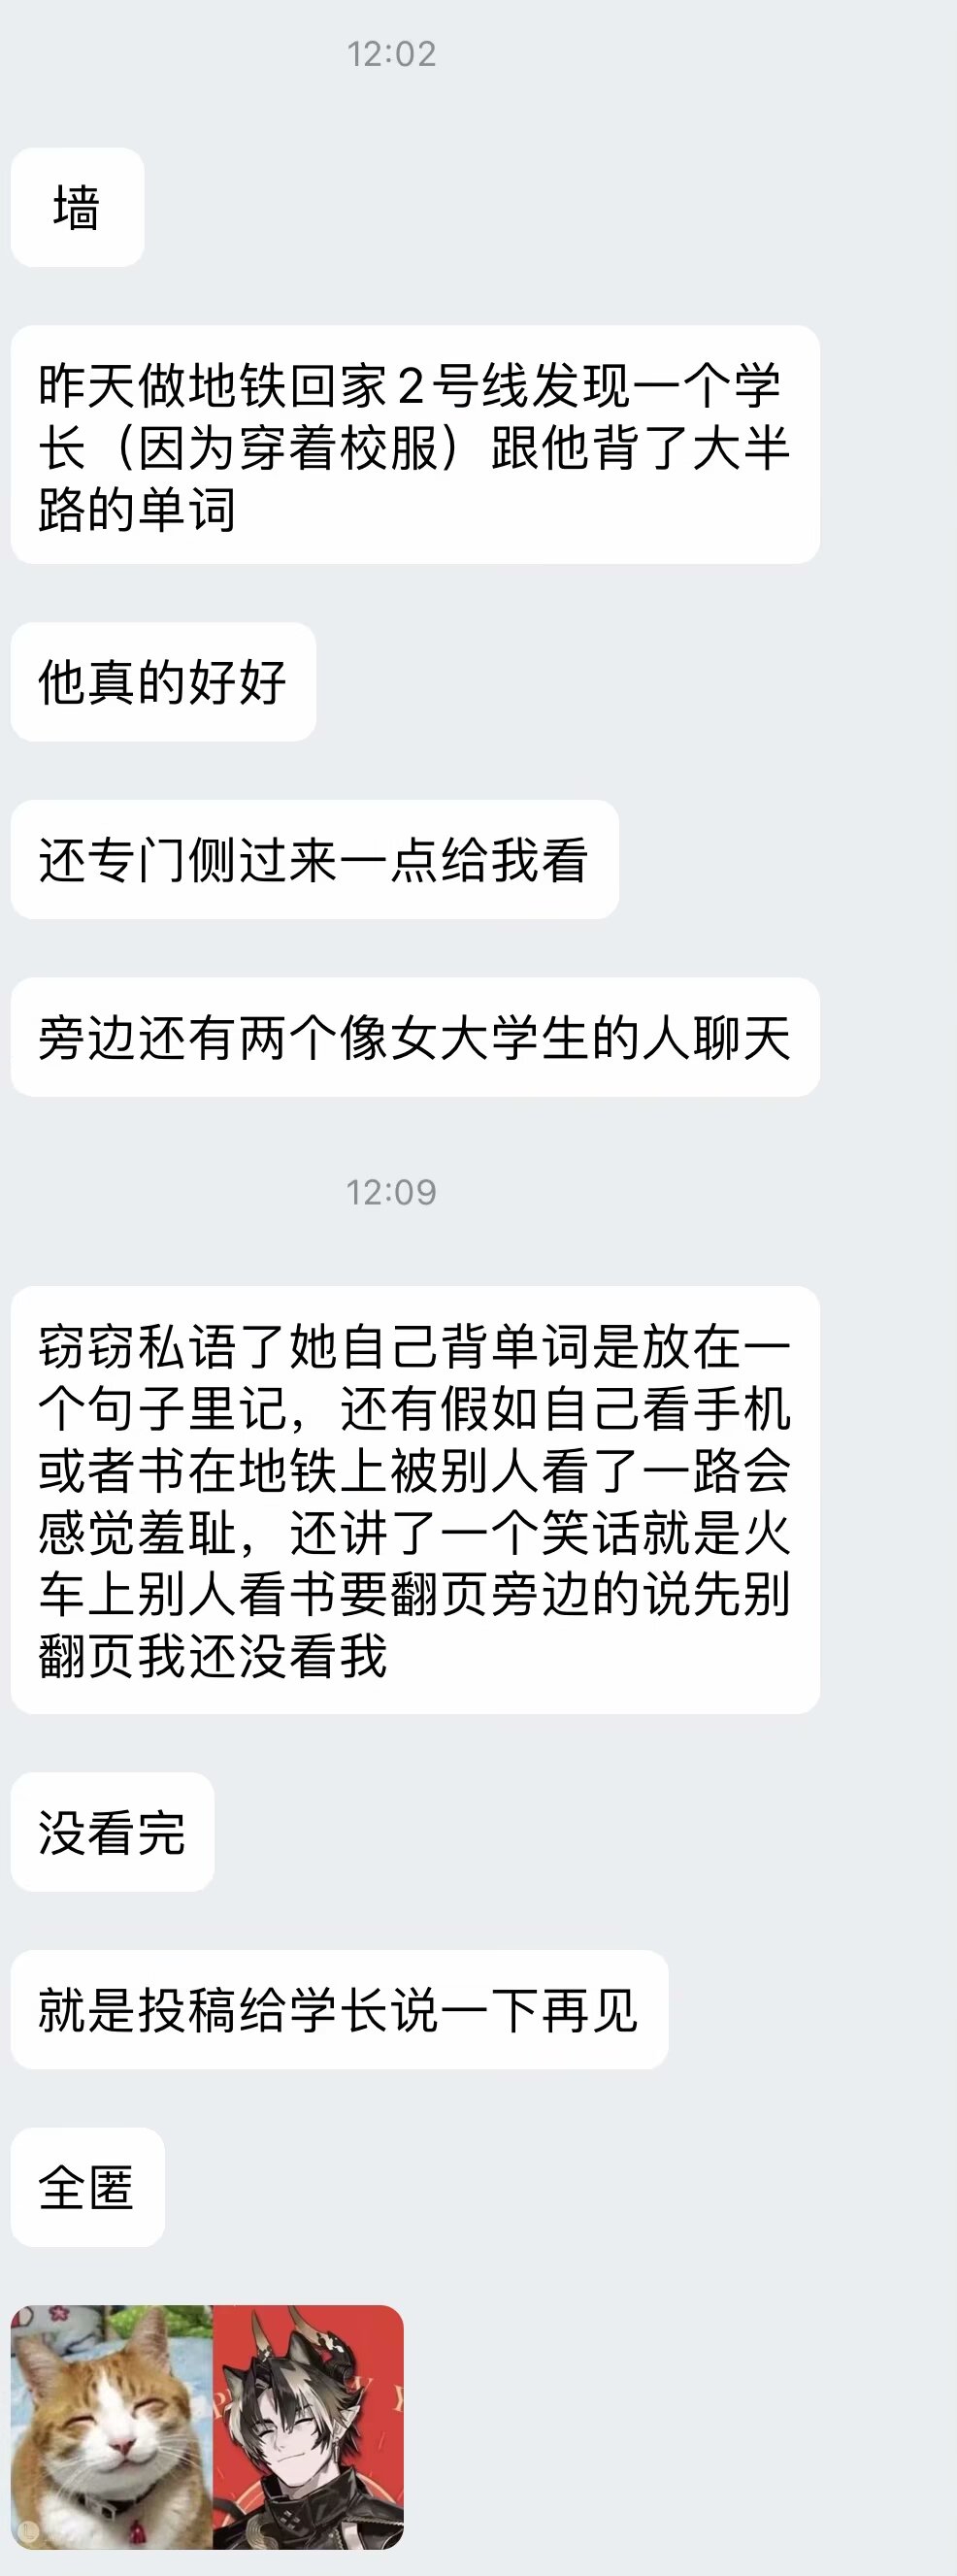 12:02
墙
昨天做地铁回家2号线发现一个学
长（因为穿着校服）跟他背了大半
路的单词
他真的好好
还专门侧过来一点给我看
旁边还有两个像女大学生的人聊天
12:09
窃窃私语了她自己背单词是放在一
个句子里记，还有假如自己看手机
或者书在地铁上被别人看了一路会
感觉羞耻，还讲了一个笑话就是火
车上别人看书要翻页旁边的说先别
翻页我还没看我
没看完
就是投稿给学长说一下再见
全匿